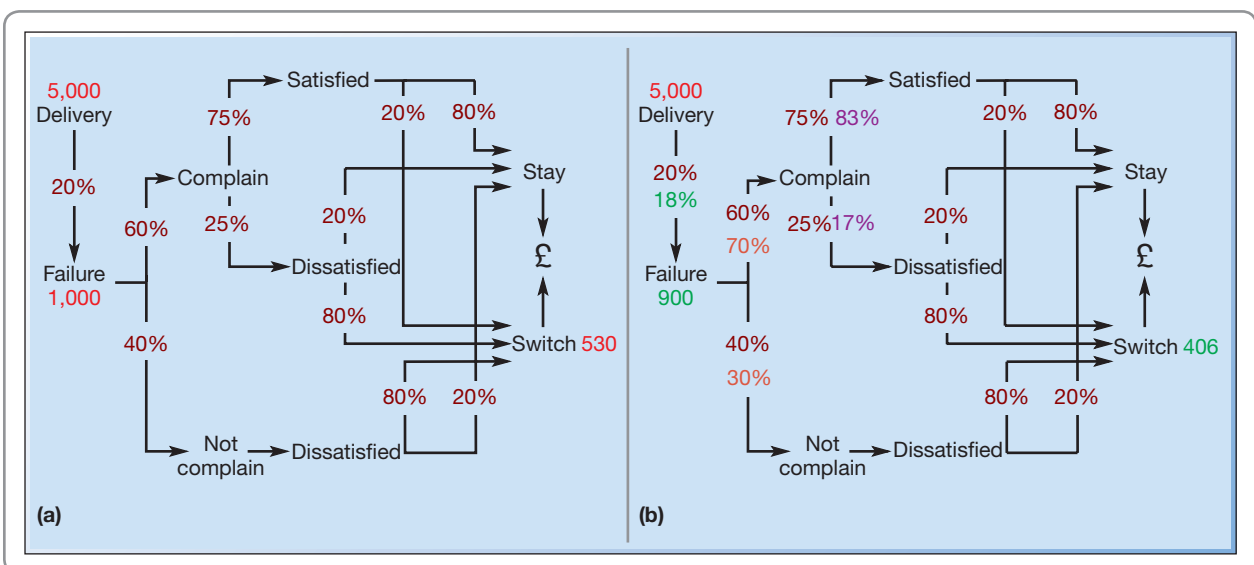 5,000
Delivery
20%
Failure
1,000
60%
40%
Complain
75%
25%
Satisfied
Dissatisfied
20%
80%
20%
80%
Stay
£
Switch 530
Not
complain
Dissatisfied
80%
20%
(a)
5,000
Delivery
20%
18%
Failure
900
60%
70%
40%
30%
Complain
75% 83%
25% 17%
Satisfied
Dissatisfied
20%
80%
20%
80%
Stay
£
Switch 406
Not
complain
Dissatisfied
80%
20%
(b)